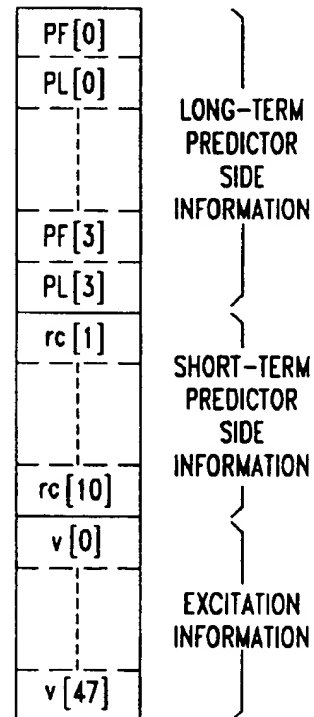 PF[0]
PL[0]
PF[3]
PL[3]
rc[1]
rc[10]
v[0]
v[47]
LONG-TERM
PREDICTOR
SIDE
INFORMATION
SHORT-TERM
PREDICTOR
SIDE
INFORMATION
EXCITATION
INFORMATION